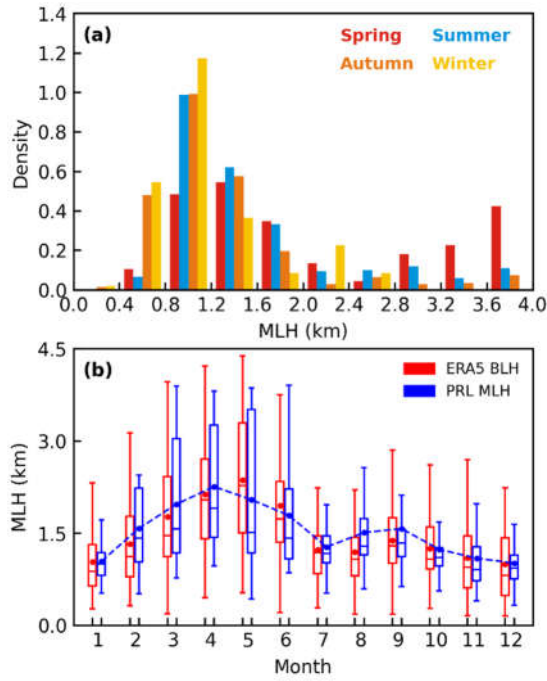 (a)
Spring Summer
Autumn Winter
1.4
1.2
1.0
0.8
0.6
0.4
0.2
0.0
Density
0.0 0.4 0.8 1.2 1.6 2.0 2.4 2.8 3.2 3.6 4.0
MLH (km)
(b)
ERA5 BLH
PRL MLH
4.5
3.0
1.5
0.0
MLH (km)
1 2 3 4 5 6 7 8 9 10 11 12
Month